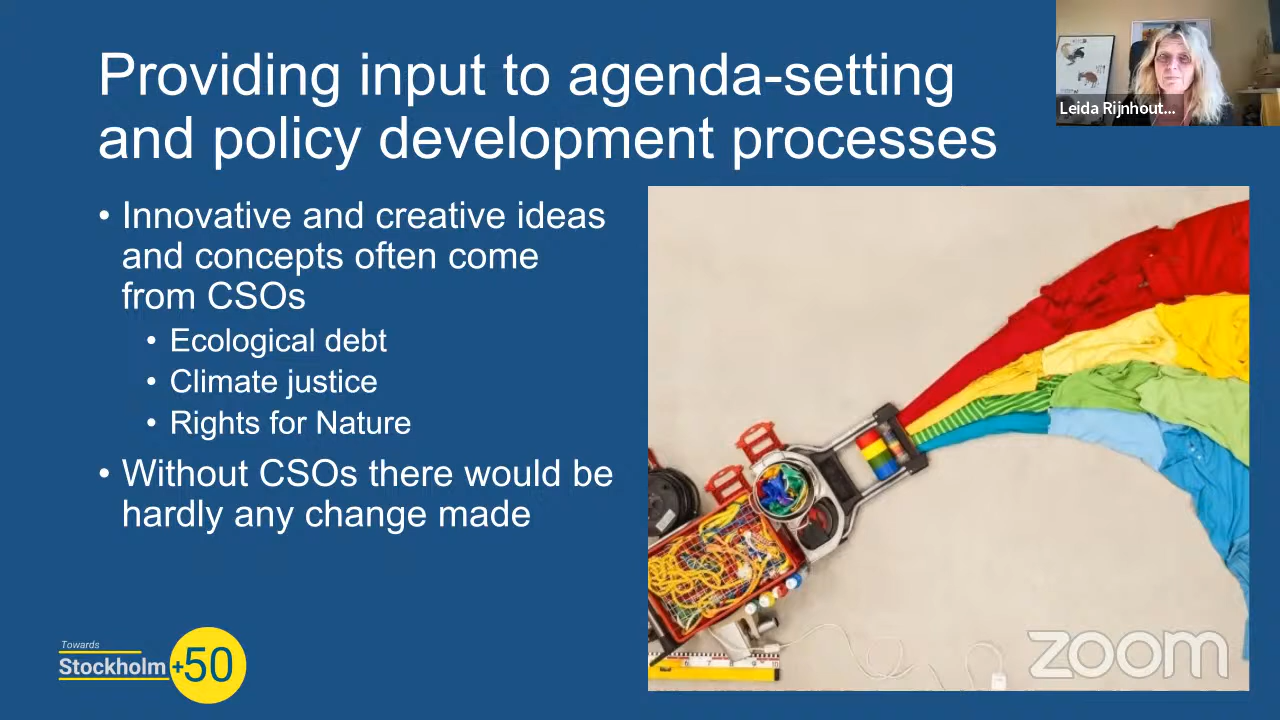 Providing input to agenda-setting
and policy development processes
Leida Rijnhout...
• Innovative and creative ideas
and concepts often come
from CSOs
• Ecological debt
• Climate justice
• Rights for Nature
• Without CSOs there would be
hardly any change made
Towards
Stockholm +50
zoom